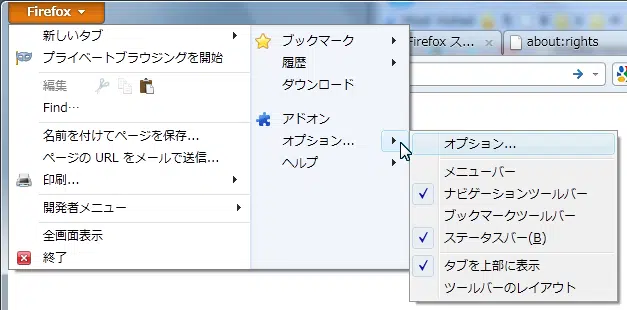 Firefox
新しいタブ
プライベートブラウジングを開始
編集
Find…
名前を付けてページを保存...
ページの URL をメールで送信...
印刷...
開発者メニュー
全画面表示
終了
ブックマーク
履歴
ダウンロード
アドオン
オプション...
ヘルプ
Firefox ス...
about:rights
オプション...
メニューバー
ナビゲーションツールバー
ブックマークツールバー
ステータスバー(B)
タブを上部に表示
ツールバーのレイアウト